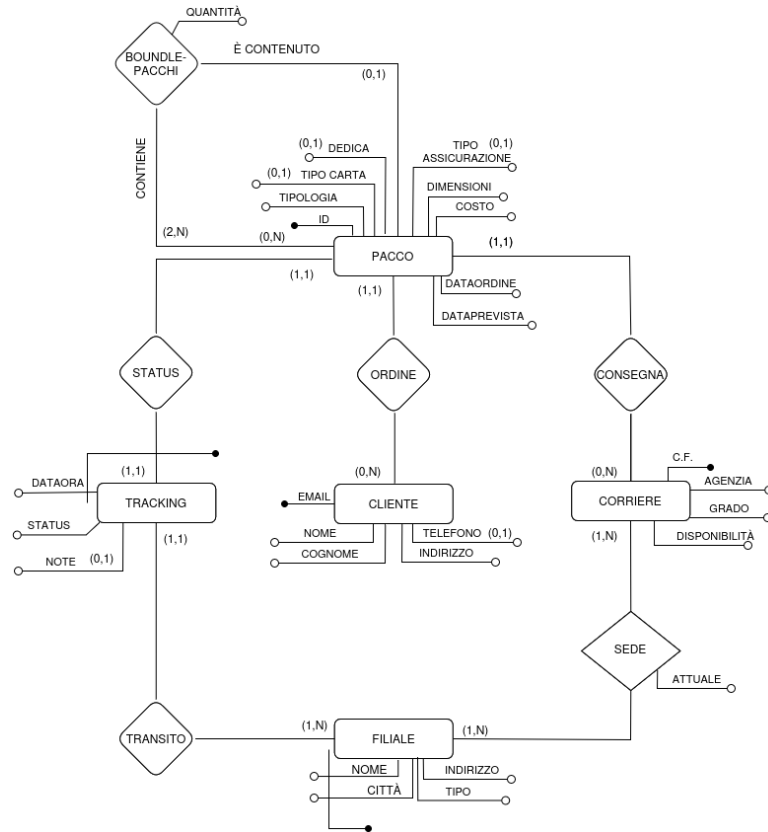 QUANTITÀ
BOUNDLE-
PACCHI
È CONTENUTO
(0,1)
CONTIENE
(0,1) DEDICA
TIPO (0,1)
ASSICURAZIONE
(0,1) TIPO CARTA
DIMENSIONI
TIPOLOGIA
COSTO
ID
(2,N)
(0,N)
(1,1)
PACCO
(1,1)
(1,1)
DATAORDINE
DATAPREVISTA
STATUS
ORDINE
CONSEGNA
(1,1)
(0,N)
(0,N)
C.F.
DATAORA
AGENZIA
EMAIL
TRACKING
CLIENTE
CORRIERE
GRADO
STATUS
NOME
TELEFONO (0,1)
(1,1)
(1,N)
DISPONIBILITÀ
COGNOME
INDIRIZZO
NOTE (0,1)
SEDE
ATTUALE
(1,N)
(1,N)
TRANSITO
FILIALE
NOME
INDIRIZZO
CITTÀ
TIPO